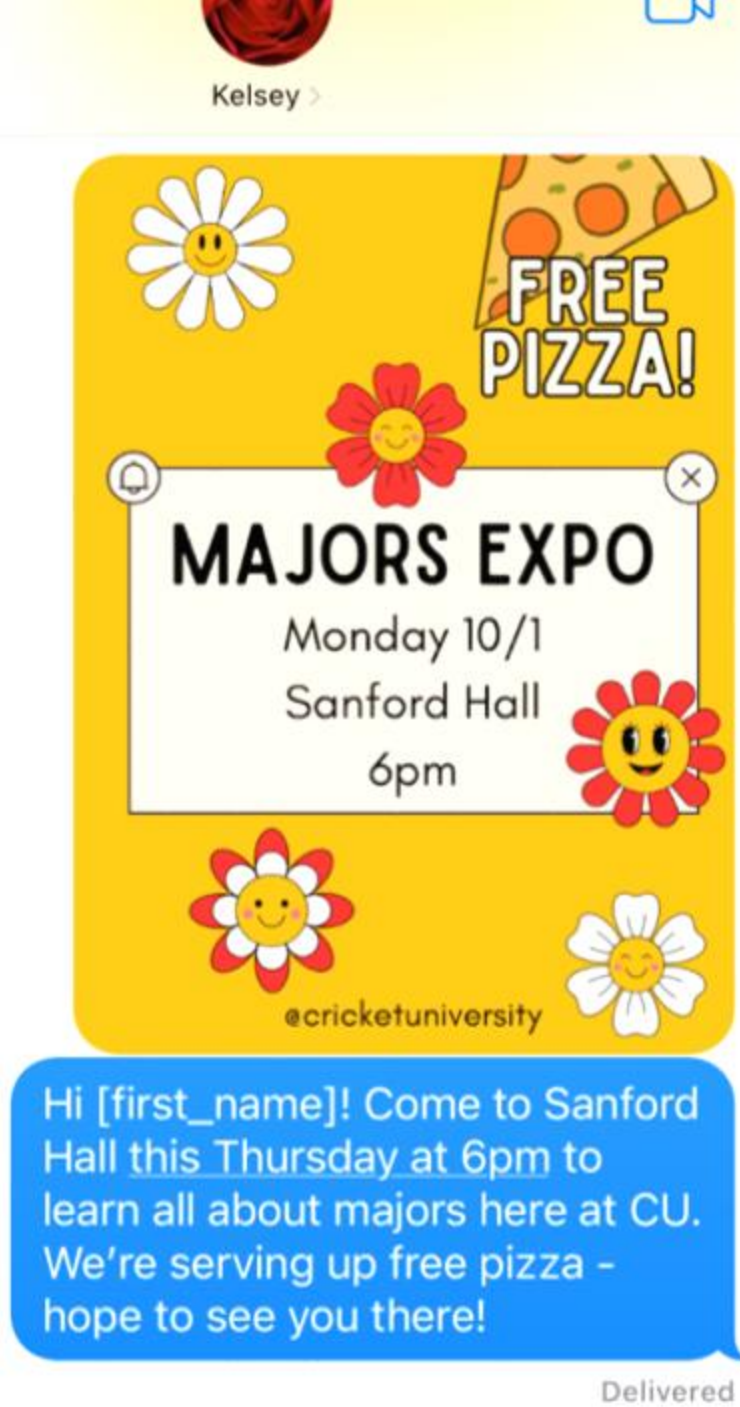 Kelsey >
FREE
PIZZA!
MAJORS EXPO
Monday 10/1
Sanford Hall
6pm
@cricketuniversity
Hi [first_name]! Come to Sanford
Hall this Thursday at 6pm to
learn all about majors here at CU.
We’re serving up free pizza -
hope to see you there!
Delivered